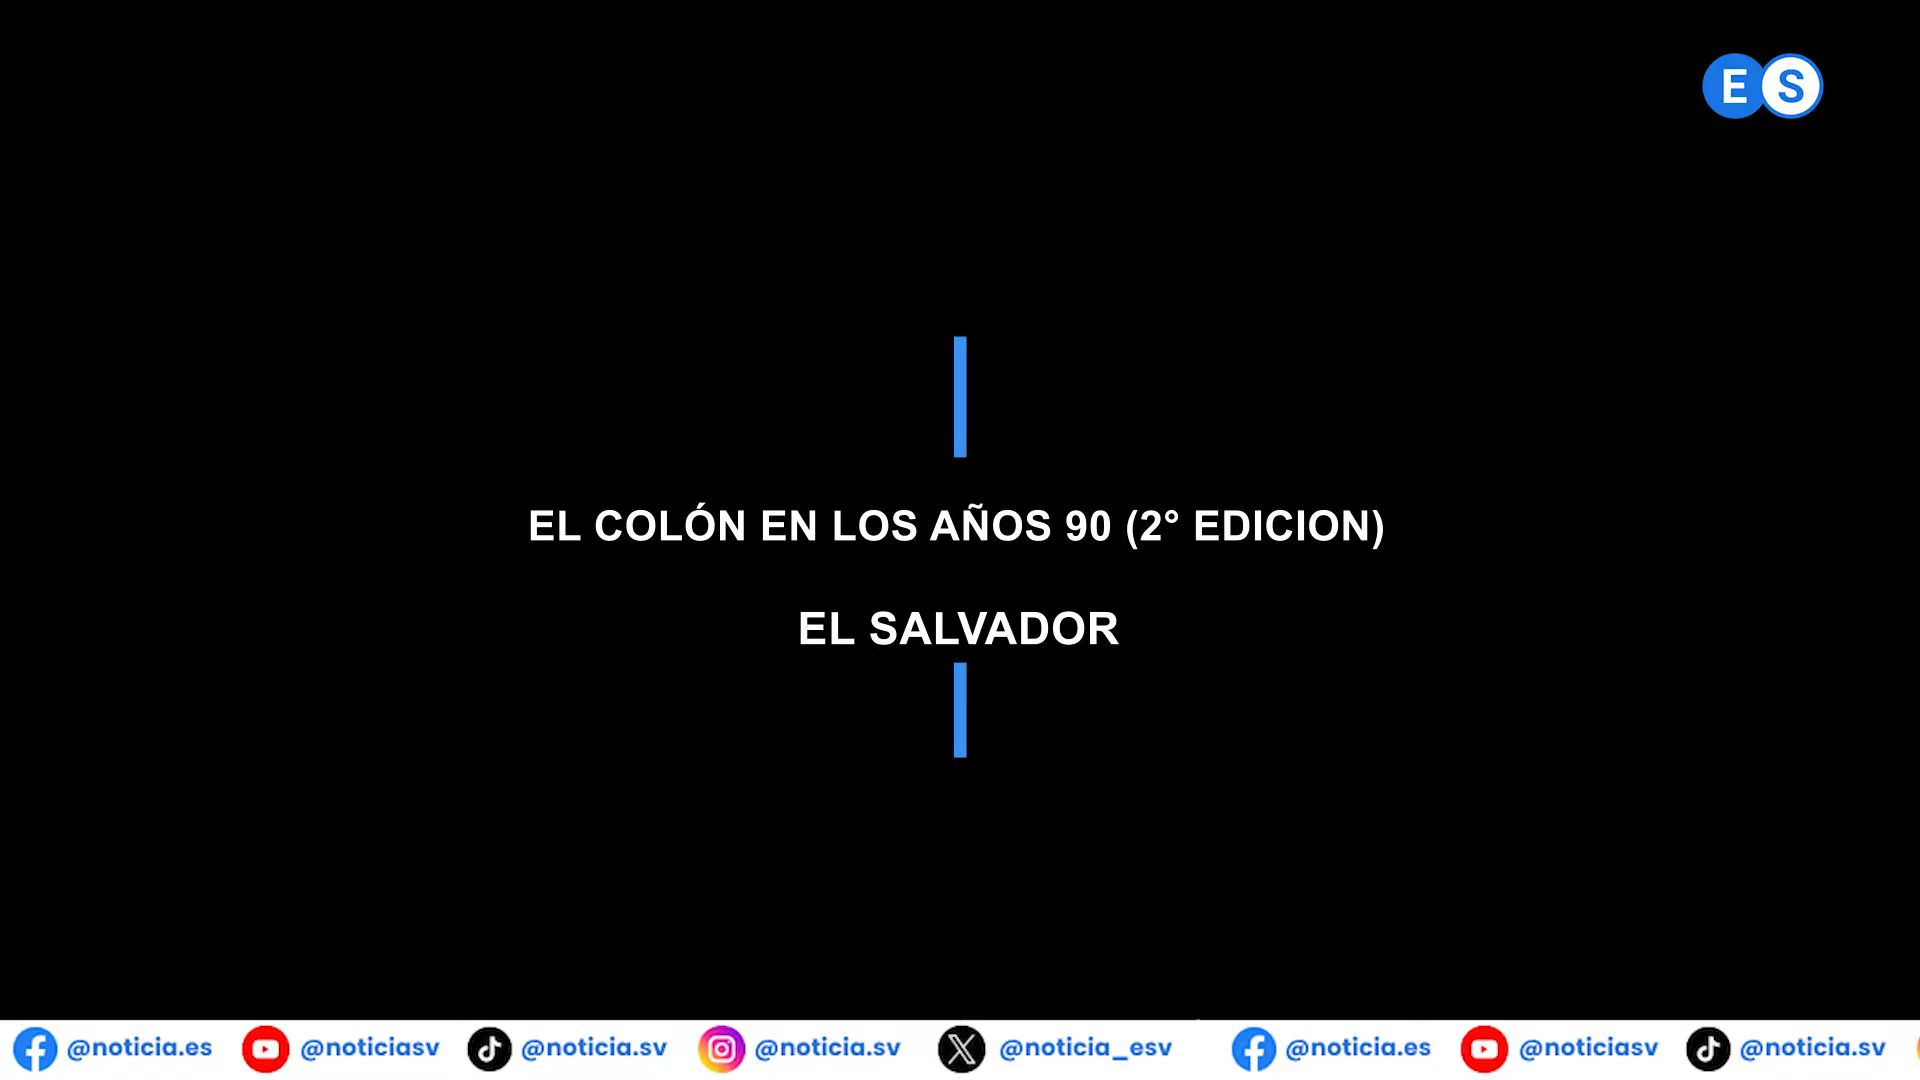 ES
EL COLÓN EN LOS AÑOS 90 (2° EDICION)
EL SALVADOR
@noticia.es @noticiasv @noticia.sv @noticia.sv @noticia_esv @noticia.es @noticiasv @noticia.sv